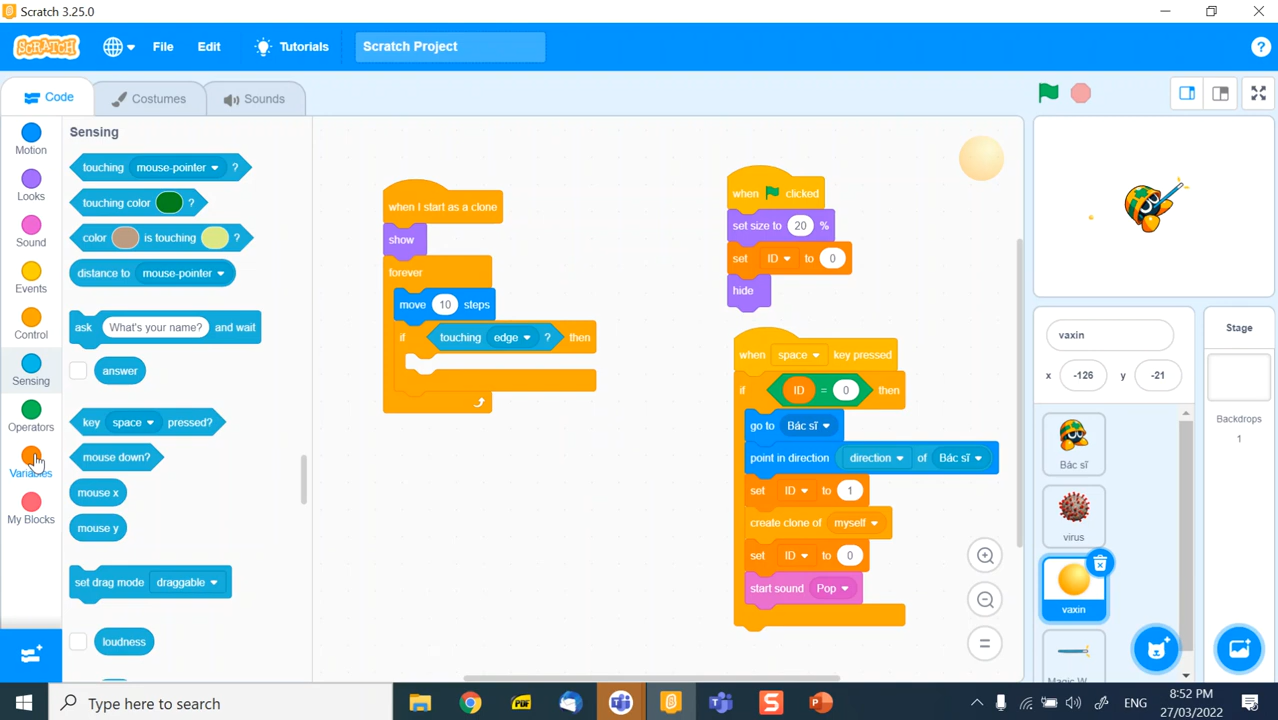 Scratch 3.25.0
SCRATCH
File
Edit
Tutorials
Scratch Project
Code
Costumes
Sounds
Motion
Looks
Sound
Events
Control
Sensing
Operators
Variables
My Blocks
Sensing
touching mouse-pointer ?
touching color ?
color is touching ?
distance to mouse-pointer
ask What's your name? and wait
answer
key space pressed?
mouse down?
mouse x
mouse y
set drag mode draggable
loudness
when I start as a clone
show
forever
move 10 steps
if touching edge ? then
when clicked
set size to 20 %
set ID to 0
hide
when space key pressed
if ID = 0 then
go to Bác sĩ
point in direction direction of Bác sĩ
set ID to 1
create clone of myself
set ID to 0
start sound Pop
vaxin
x -126 y -21
Bác sĩ
virus
vaxin
Magic W
Stage
Backdrops
1
Type here to search
PDF
ENG
8:52 PM
27/03/2022